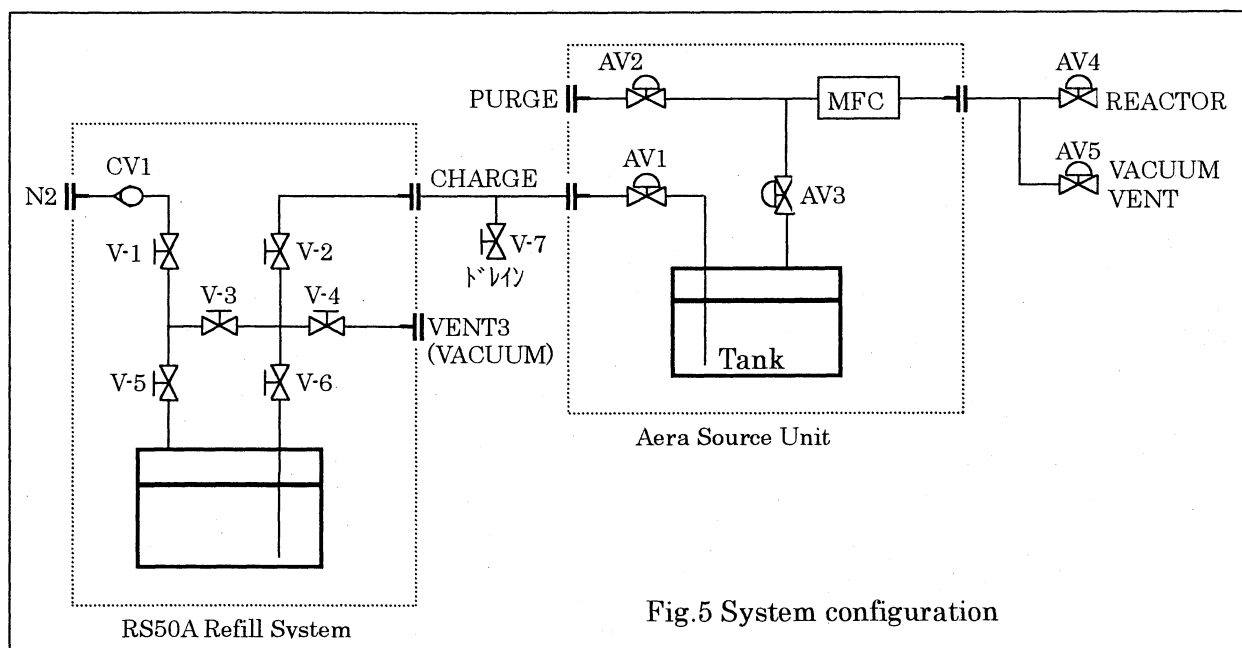 AV2
AV4
PURGE
MFC
REACTOR
CV1
AV1
AV5
N2
CHARGE
VACUUM
VENT
AV3
V-1
V-2
V-7
ﾄﾞﾚｲﾝ
V-3
V-4
VENT3
(VACUUM)
Tank
V-5
V-6
Aera Source Unit
Fig.5 System configuration
RS50A Refill System